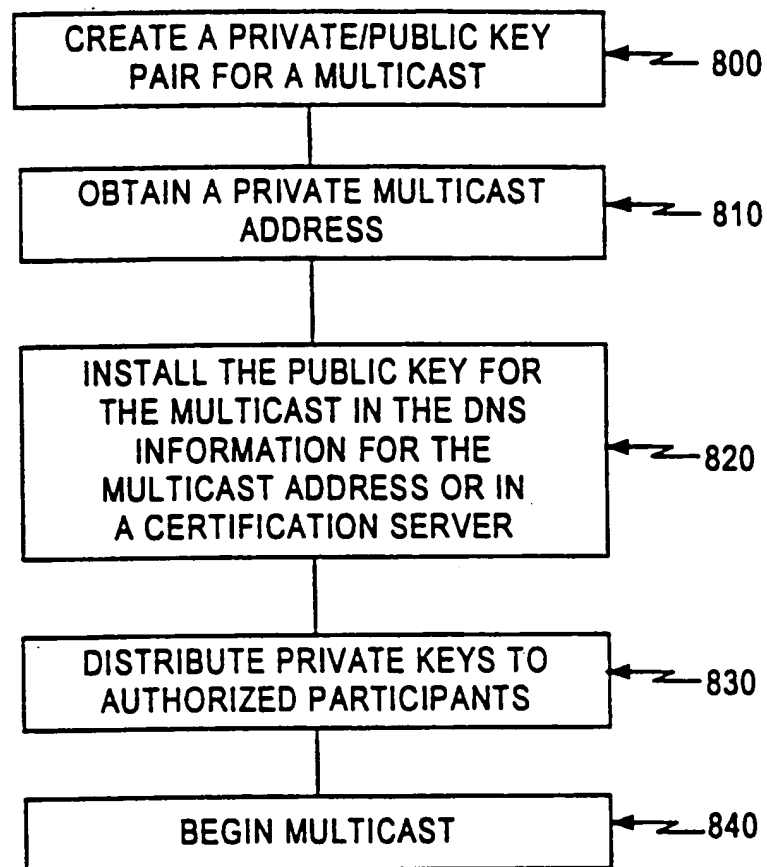 CREATE A PRIVATE/PUBLIC KEY
PAIR FOR A MULTICAST
800
OBTAIN A PRIVATE MULTICAST
ADDRESS
810
INSTALL THE PUBLIC KEY FOR
THE MULTICAST IN THE DNS
INFORMATION FOR THE
MULTICAST ADDRESS OR IN
A CERTIFICATION SERVER
820
DISTRIBUTE PRIVATE KEYS TO
AUTHORIZED PARTICIPANTS
830
BEGIN MULTICAST
840